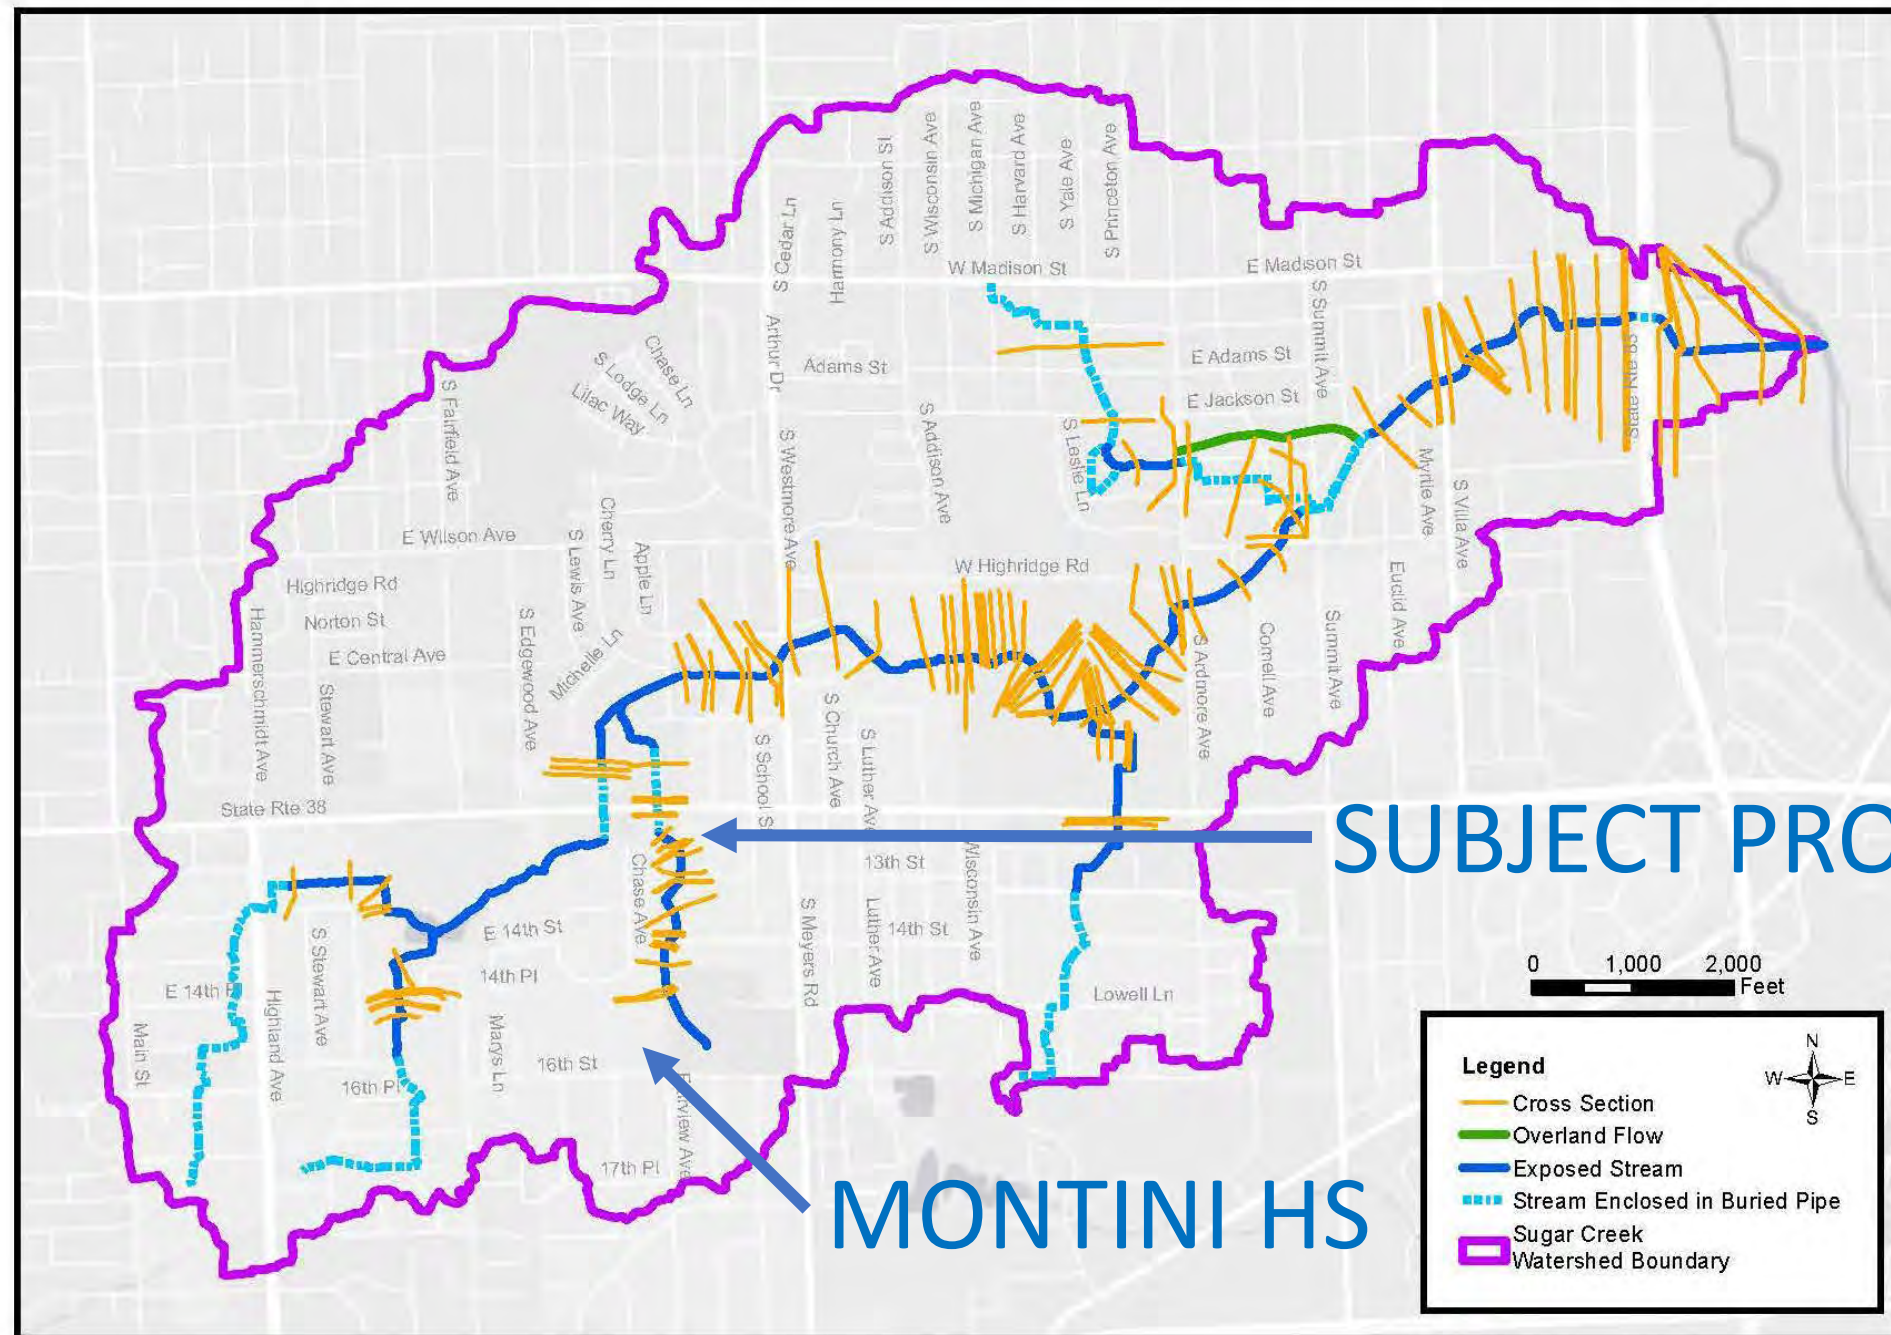 S Addison St
S Wisconsin Ave
S Michigan Ave
S Harvard Ave
S Yale Ave
S Princeton Ave
S Cedar Ln
Harmony Ln
W Madison St
E Madison St
S Summit Ave
Arthur Dr
Chase Ln
S Lodge Ln
Lilac Way
Adams St
E Adams St
E Jackson St
S Fairfield Ave
S Westmore Ave
S Addison Ave
S Leslie Ln
State Rte 83
Myrtle Ave
S Villa Ave
E Wilson Ave
Cherry Ln
S Lewis Ave
Apple Ln
W Highridge Rd
Highridge Rd
Norton St
E Central Ave
Hammerschmidt Ave
Stewart Ave
S Edgewood Ave
Michelle Ln
Euclid Ave
Summit Ave
Cornell Ave
S Ardmore Ave
S School S
S Church Ave
S Luther Ave
State Rte 38
SUBJECT PRO
Chase Ave
13th St
Wisconsin Ave
S Meyers Rd
Luther Ave
14th St
E 14th St
14th Pl
S Stewart Ave
E 14th P
Highland Ave
Main St
Marys Ln
16th St
16th Pl
Lowell Ln
17th Pl
MONTINI HS
0 1,000 2,000
Feet
Legend
Cross Section
Overland Flow
Exposed Stream
Stream Enclosed in Buried Pipe
Sugar Creek
Watershed Boundary
N
W E
S